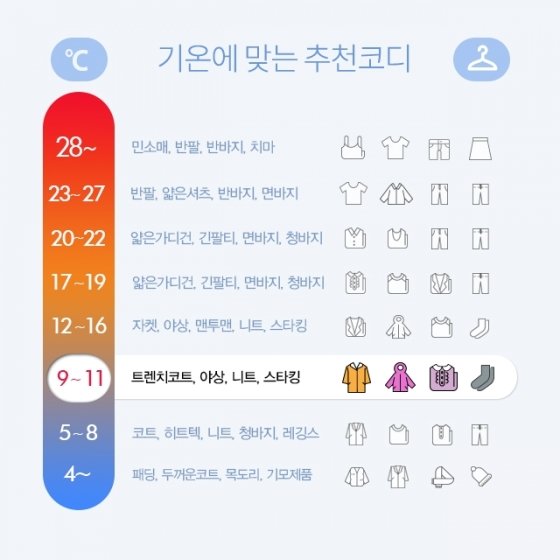 ℃ 기온에 맞는 추천코디
28~ 민소매, 반팔, 반바지, 치마
23~27 반팔, 얇은셔츠, 반바지, 면바지
20~22 얇은가디건, 긴팔티, 면바지, 청바지
17~19 얇은가디건, 긴팔티, 면바지, 청바지
12~16 자켓, 야상, 맨투맨, 니트, 스타킹
9~11 트렌치코트, 야상, 니트, 스타킹
5~8 코트, 히트텍, 니트, 청바지, 레깅스
4~ 패딩, 두꺼운코트, 목도리, 기모제품